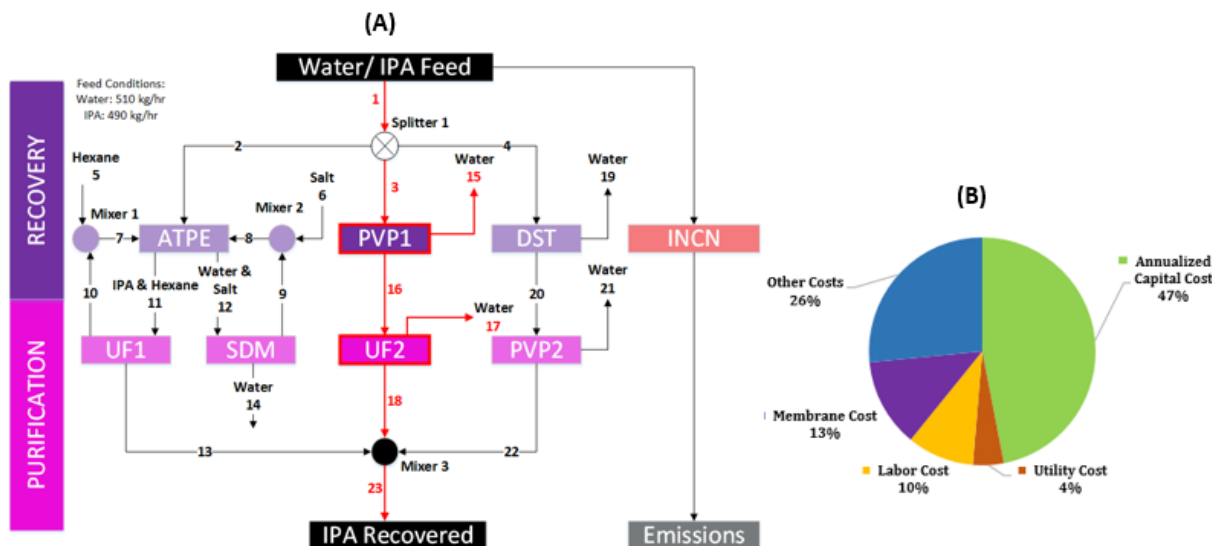 (A)
Water/ IPA Feed
Feed Conditions:
Water: 510 kg/hr
IPA: 490 kg/hr
RECOVERY
PURIFICATION
1
Splitter 1
2
4
3
Hexane
5
Mixer 1
7
ATPE
8
Mixer 2
Salt
6
PVP1
Water
15
DST
Water
19
INCN
10
IPA & Hexane
11
Water &
Salt
12
9
16
Water
17
20
Water
21
UF1
SDM
UF2
PVP2
Water
14
18
13
22
Mixer 3
23
IPA Recovered
Emissions
(B)
Other Costs
26%
Annualized
Capital Cost
47%
Membrane Cost
13%
Labor Cost
10%
Utility Cost
4%